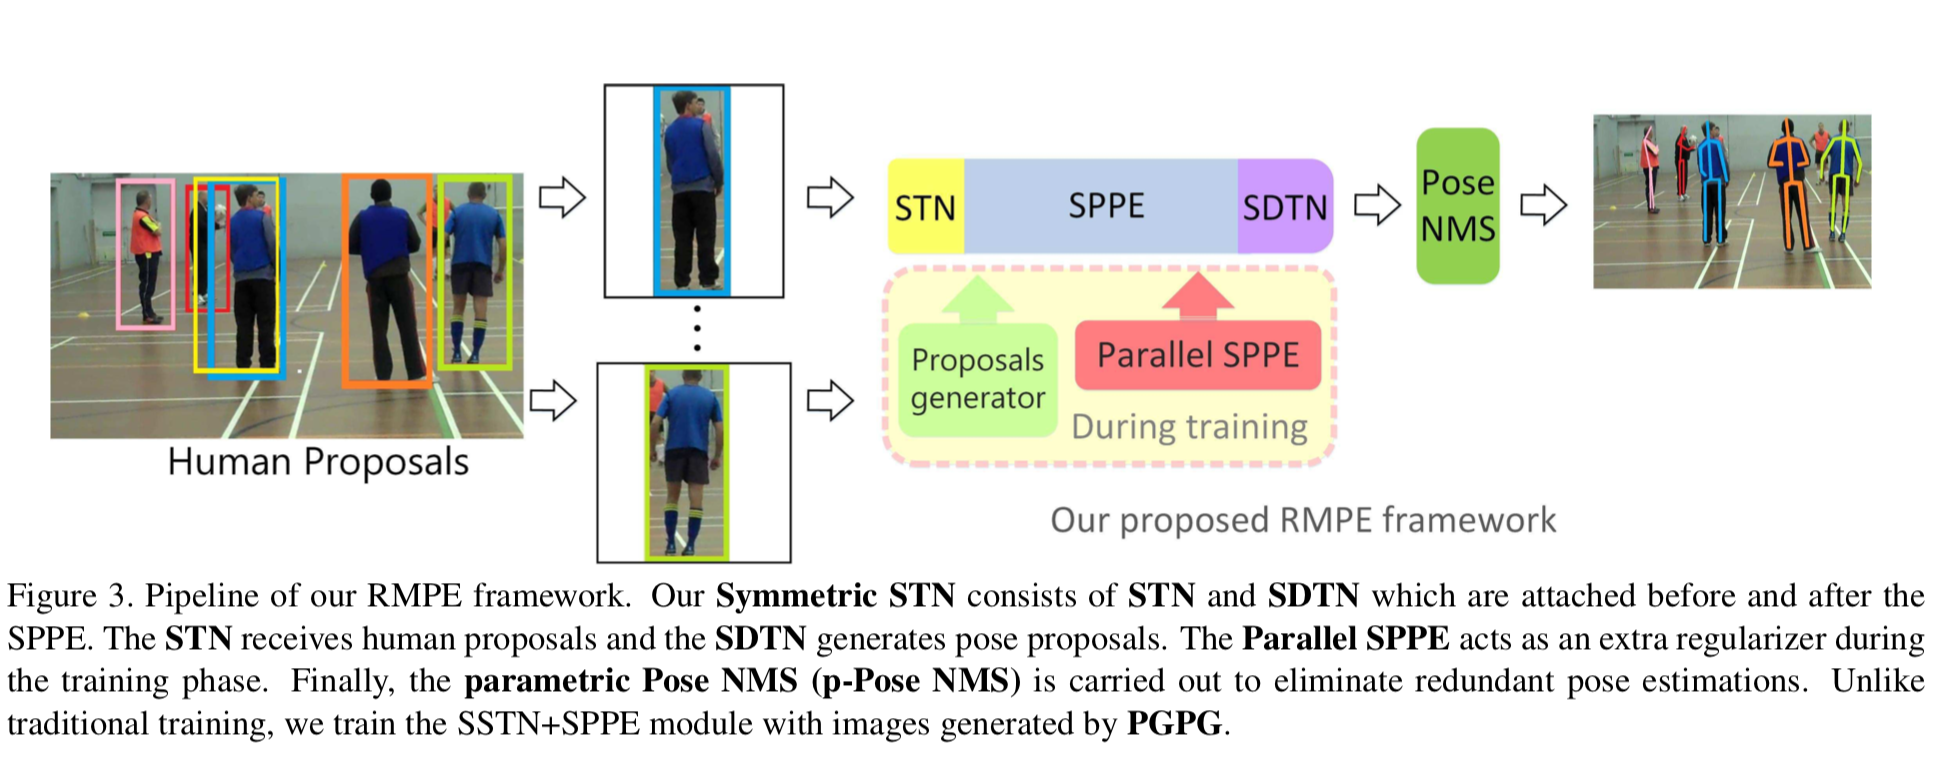 Human Proposals
STN
SPPE
SDTN
Pose
NMS
Proposals
generator
Parallel SPPE
During training
Our proposed RMPE framework
Figure 3. Pipeline of our RMPE framework. Our Symmetric STN consists of STN and SDTN which are attached before and after the
SPPE. The STN receives human proposals and the SDTN generates pose proposals. The Parallel SPPE acts as an extra regularizer during
the training phase. Finally, the parametric Pose NMS (p-Pose NMS) is carried out to eliminate redundant pose estimations. Unlike
traditional training, we train the SSTN+SPPE module with images generated by PGPG.